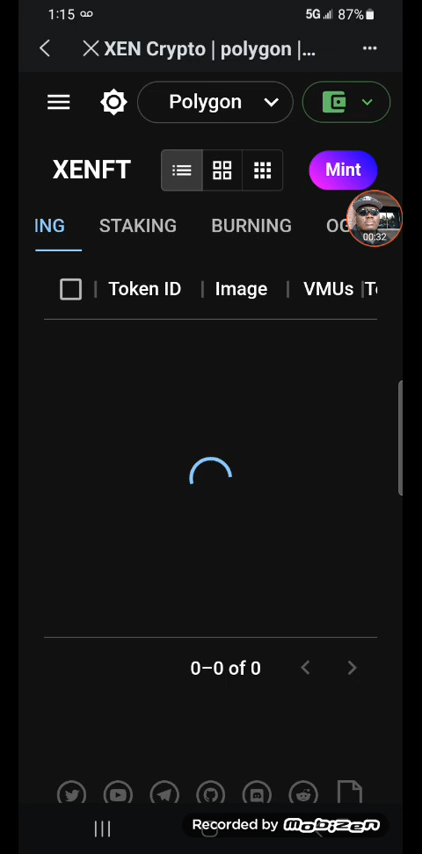 1:15
5G 87%
XEN Crypto | polygon |...
Polygon
XENFT
Mint
ING STAKING BURNING OG
00:32
Token ID | Image | VMUs | T
0–0 of 0
Recorded by mobizen